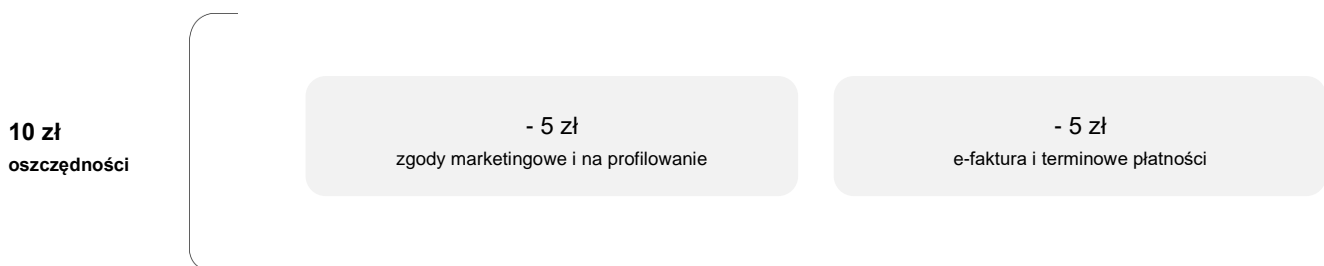 10 zł
oszczędności
- 5 zł
zgody marketingowe i na profilowanie
- 5 zł
e-faktura i terminowe płatności